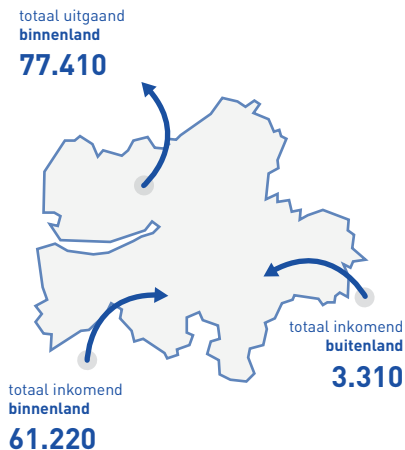 totaal uitgaand
binnenland
77.410
totaal inkomend
buitenland
3.310
totaal inkomend
binnenland
61.220